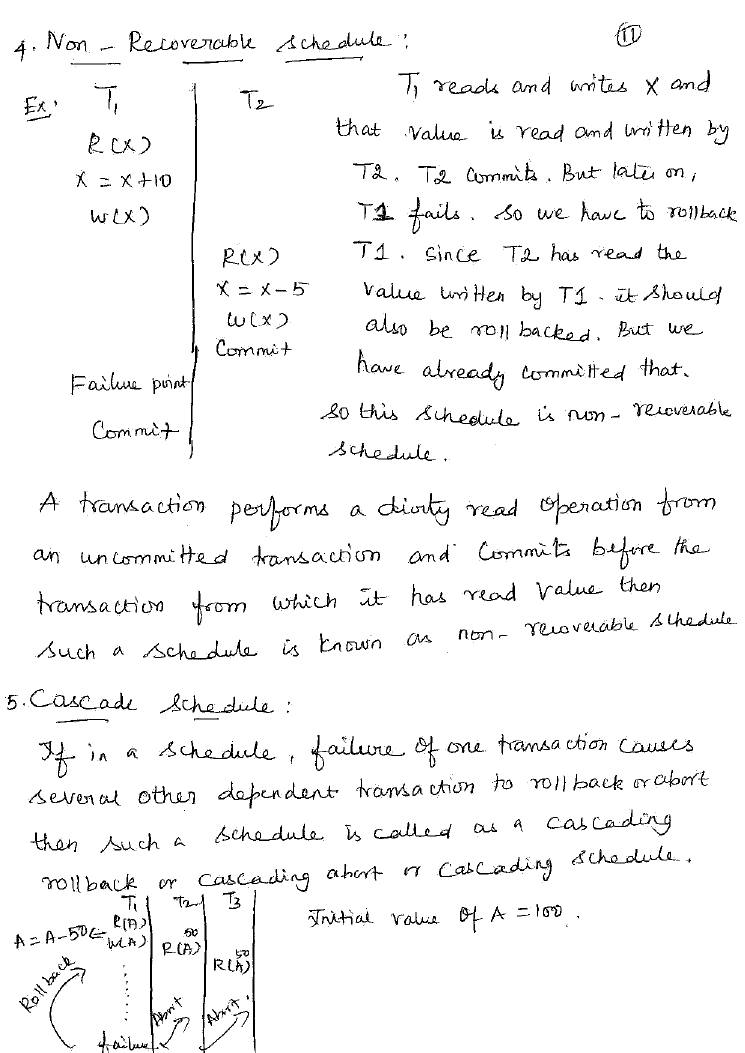 4. Non - Recoverable Schedule :
11
Ex: T1 T2
R(X)
X = X+10
W(X)
R(X)
X = X-5
W(X)
Commit
Failure point
Commit
T1 reads and writes X and
that value is read and written by
T2. T2 Commits. But later on,
T1 fails. So we have to rollback
T1. Since T2 has read the
value written by T1. it should
also be roll backed. But we
have already committed that.
So this Schedule is non-recoverable
schedule.
A transaction performs a diorty read operation from
an uncommitted transaction and Commits before the
transaction from which it has read value then
such a schedule is known as non-recoverable schedule
5. Cascade Schedule :
If in a schedule, failure of one transaction causes
several other dependent transaction to roll back or abort
then such a schedule is called as a cascading
rollback or cascading abort or Cascading Schedule.
T1 T2 T3
R(A)
A = A-50 ← W(A)
50
R(A)
50
R(A)
Roll back
Abort
Abort.
failure
Initial value of A = 100.